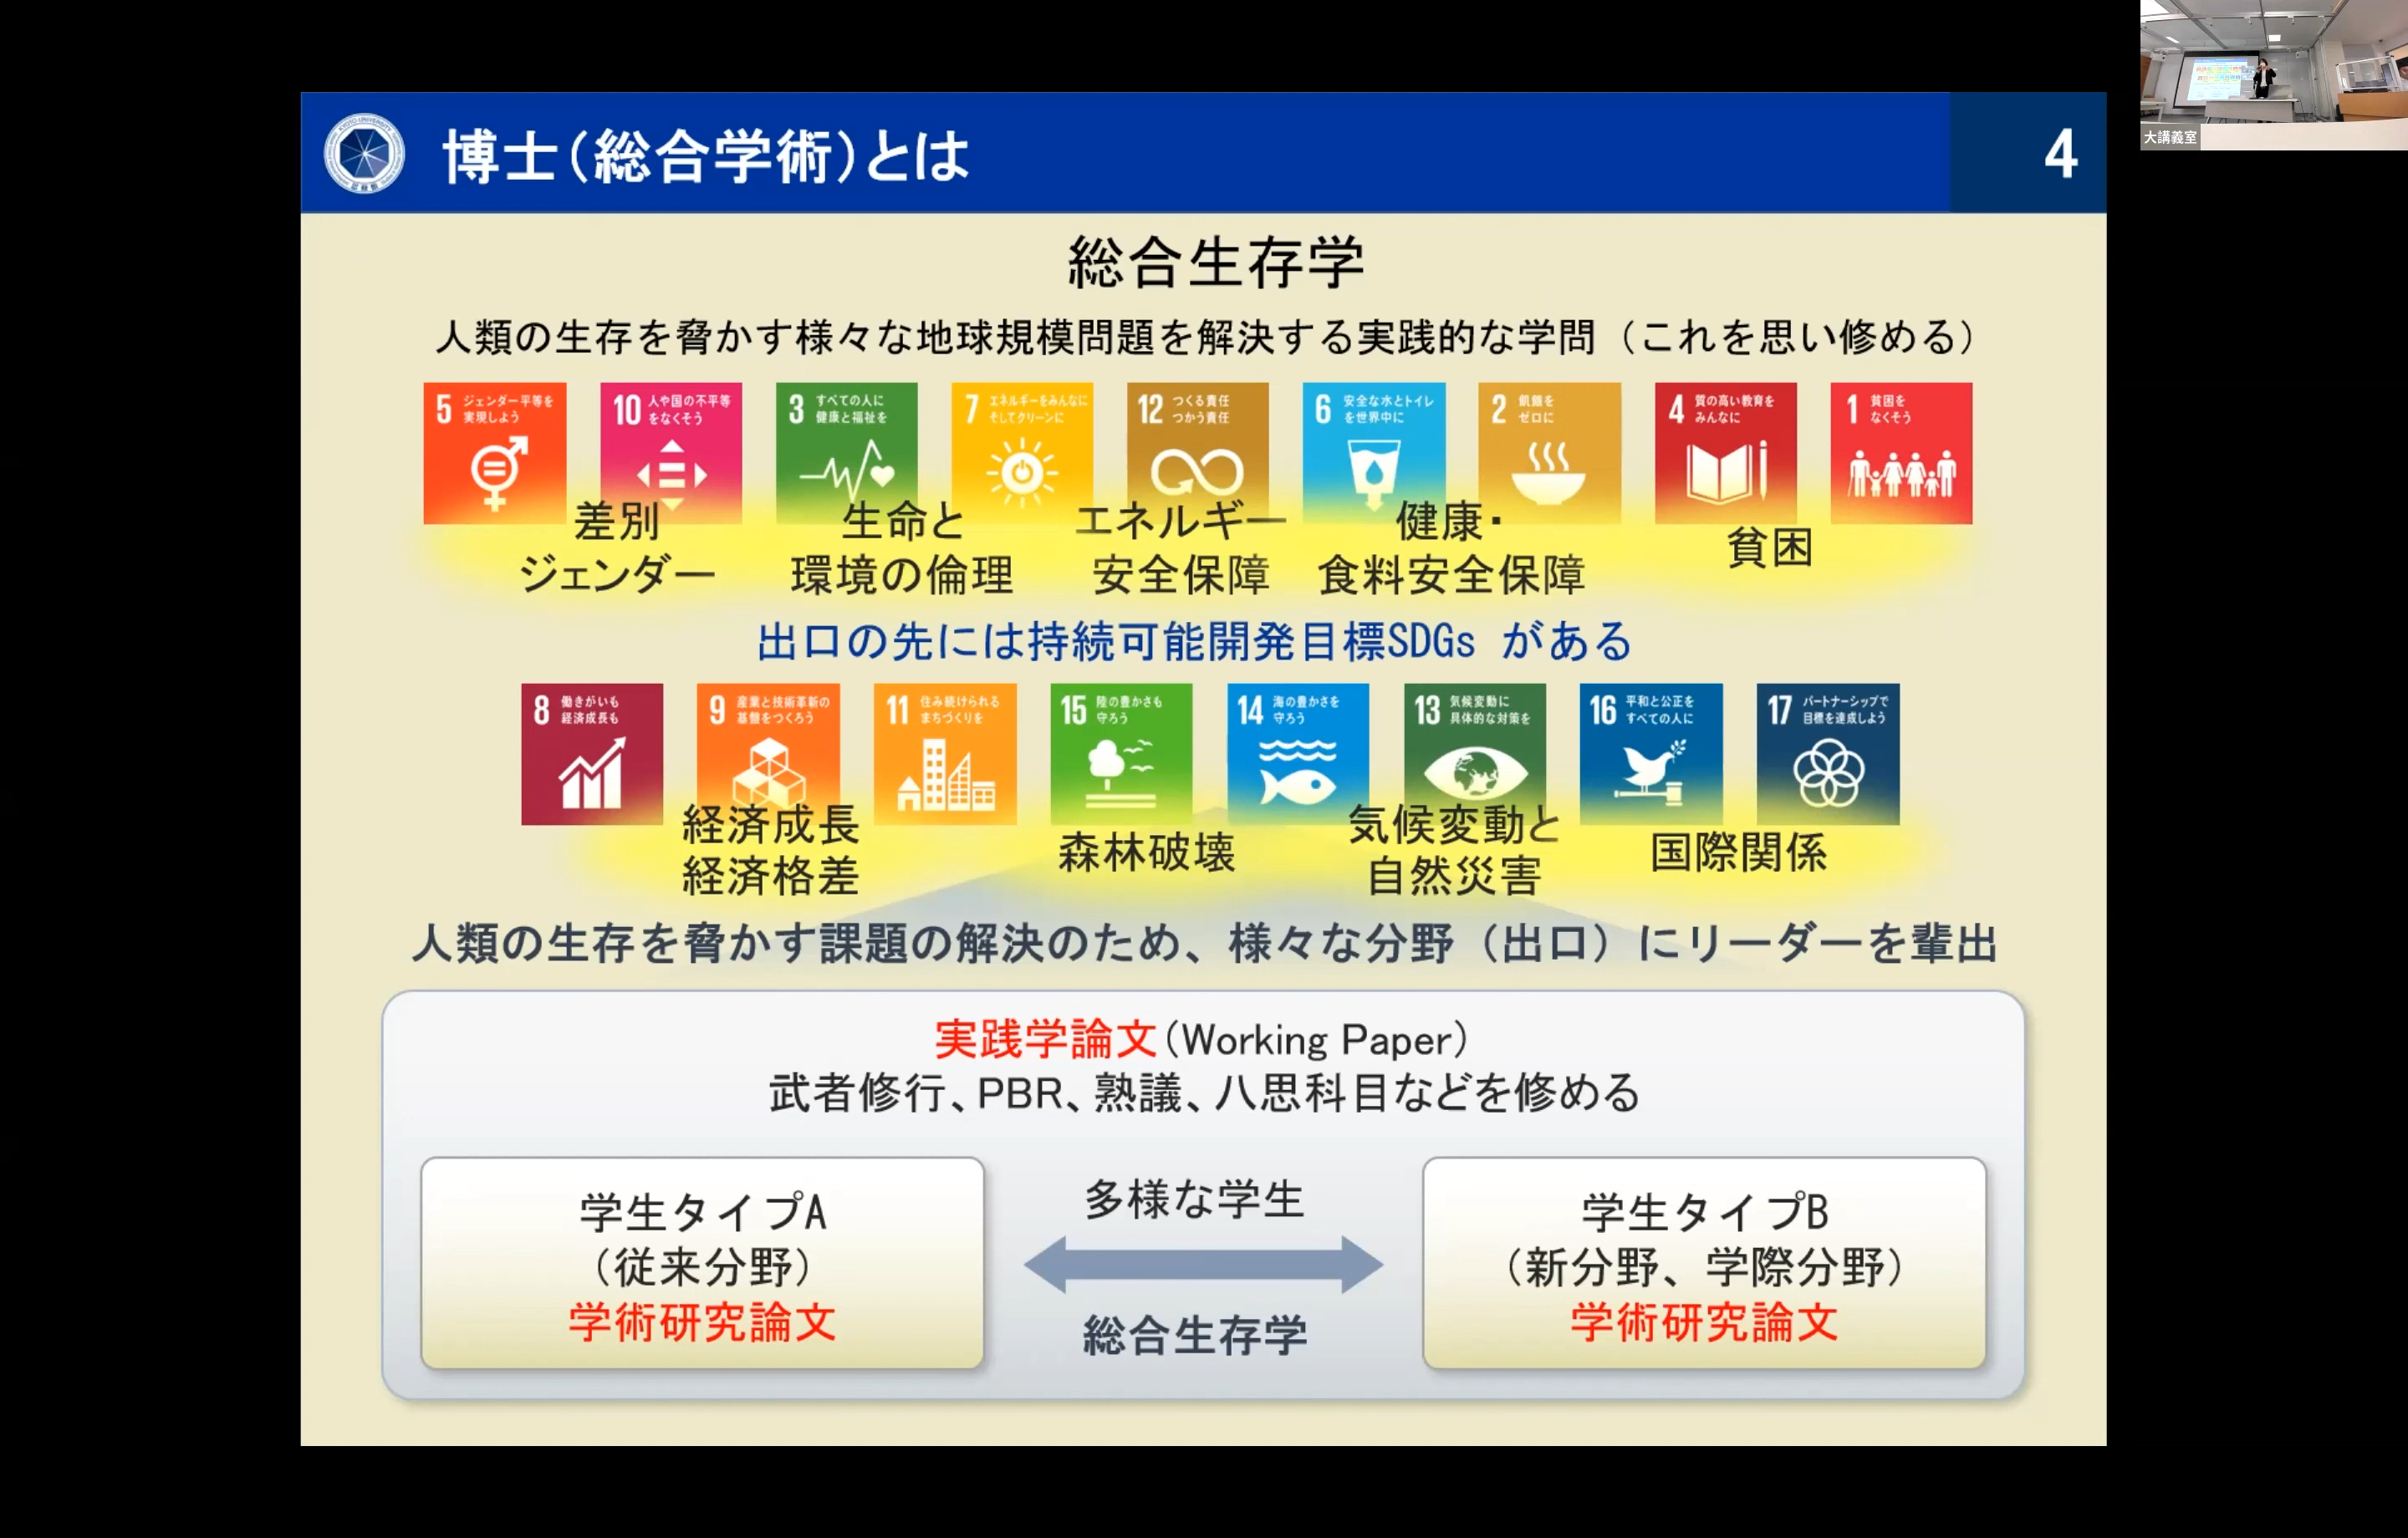 大講義室
KYOTO UNIVERSITY
博士（総合学術）とは
4
総合生存学
人類の生存を脅かす様々な地球規模問題を解決する実践的な学問（これを思い修める）
5 ジェンダー平等を
実現しよう
10 人や国の不平等
をなくそう
3 すべての人に
健康と福祉を
7 エネルギーをみんなに
そしてクリーンに
12 つくる責任
つかう責任
6 安全な水とトイレ
を世界中に
2 飢餓を
ゼロに
4 質の高い教育を
みんなに
1 貧困を
なくそう
差別
ジェンダー
生命と
環境の倫理
エネルギー
安全保障
健康・
食料安全保障
貧困
出口の先には持続可能開発目標SDGs がある
8 働きがいも
経済成長も
9 産業と技術革新の
基盤をつくろう
11 住み続けられる
まちづくりを
15 陸の豊かさも
守ろう
14 海の豊かさを
守ろう
13 気候変動に
具体的な対策を
16 平和と公正を
すべての人に
17 パートナーシップで
目標を達成しよう
経済成長
経済格差
森林破壊
気候変動と
自然災害
国際関係
人類の生存を脅かす課題の解決のため、様々な分野（出口）にリーダーを輩出
実践学論文（Working Paper）
武者修行、PBR、熟議、八思科目などを修める
学生タイプA
（従来分野）
学術研究論文
多様な学生
総合生存学
学生タイプB
（新分野、学際分野）
学術研究論文